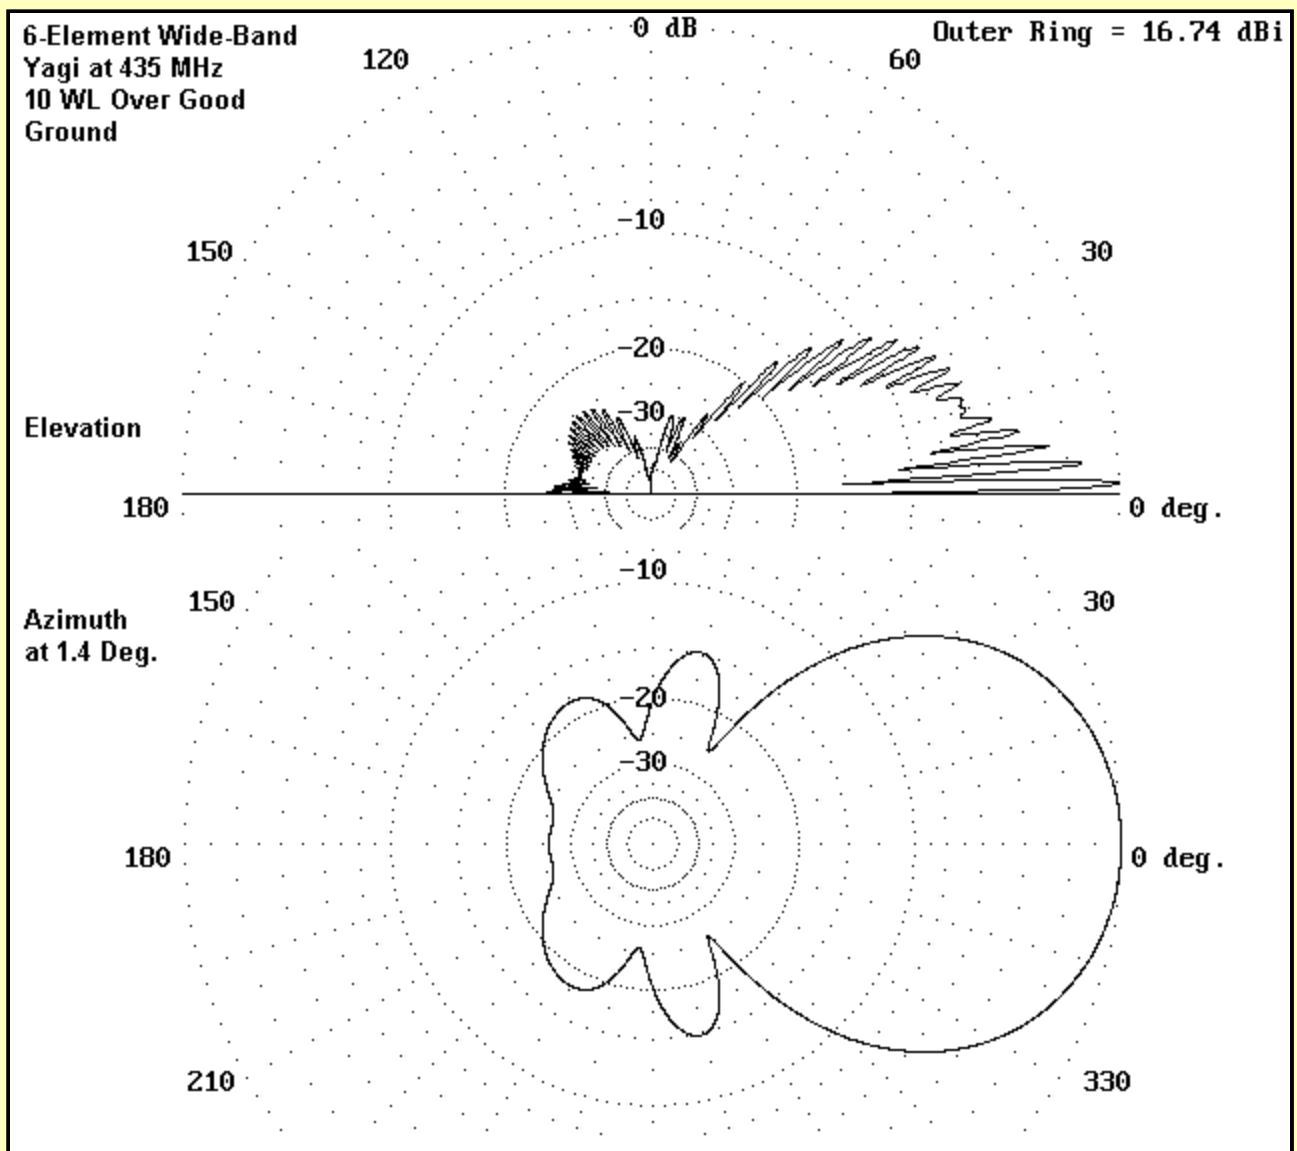 6-Element Wide-Band
Yagi at 435 MHz
10 WL Over Good
Ground
0 dB
Outer Ring = 16.74 dBi
120
60
-10
150
30
-20
-30
Elevation
180
0 deg.
-10
150
30
Azimuth
at 1.4 Deg.
-20
-30
180
0 deg.
210
330